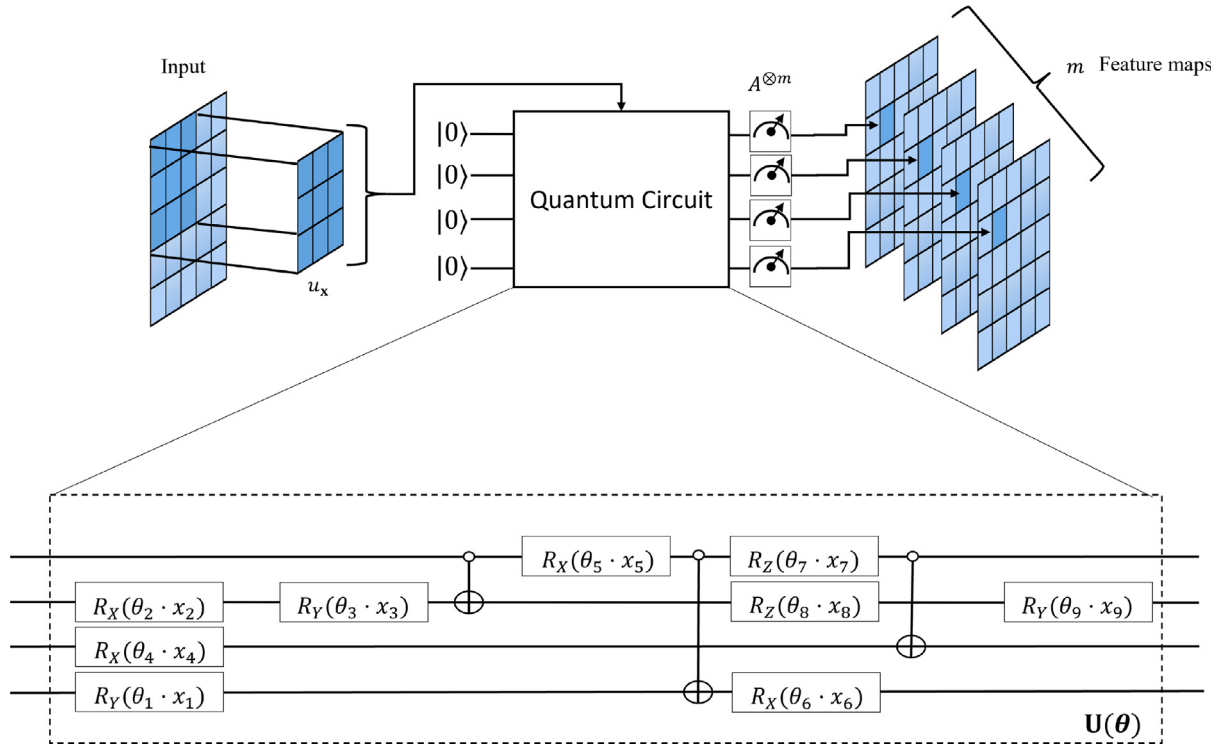 Input
u_𝐱
|0⟩
|0⟩
|0⟩
|0⟩
Quantum Circuit
A^{⊗m}
m Feature maps
R_X(θ_5 · x_5) R_Z(θ_7 · x_7)
R_X(θ_2 · x_2) R_Y(θ_3 · x_3) R_Z(θ_8 · x_8) R_Y(θ_9 · x_9)
R_X(θ_4 · x_4)
R_Y(θ_1 · x_1) R_X(θ_6 · x_6)
𝐔(𝜽)